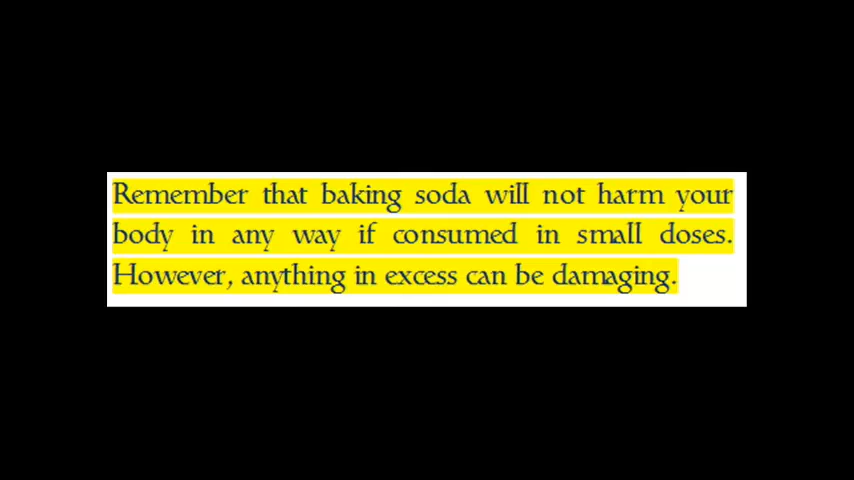 Remember that baking soda will not harm your
body in any way if consumed in small doses.
However, anything in excess can be damaging.